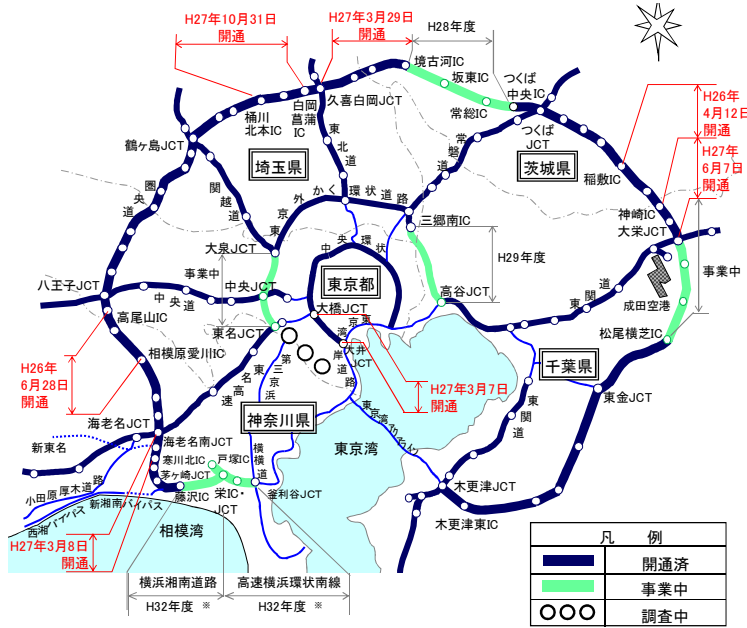 H27年10月31日
開通
H27年3月29日
開通
H28年度
境古河IC
坂東IC
つくば
中央IC
常総IC
H26年
4月12日
開通
白岡
菖蒲
IC
久喜白岡JCT
桶川
北本IC
つくば
JCT
茨城県
H27年
6月7日
開通
鶴ヶ島JCT
埼玉県
東北道
常磐道
稲敷IC
圏央道
関越道
東京外かく環状道路
神崎IC
大栄JCT
三郷南IC
大泉JCT
中央環状
H29年度
事業中
事業中
八王子JCT
中央道
中央JCT
東京都
高谷JCT
東関道
成田空港
高尾山IC
大橋JCT
東名JCT
東京湾岸道路
大井
JCT
松尾横芝IC
相模原愛川IC
H26年
6月28日
開通
東名高速
第三京浜
H27年3月7日
開通
千葉県
東金JCT
海老名JCT
神奈川県
東京湾アクアライン
東関道
新東名
海老名南JCT
寒川北IC
戸塚IC
横横道
東京湾
茅ヶ崎JCT
小田原厚木道路
藤沢IC
栄IC・
JCT
釜利谷JCT
木更津JCT
西湘バイパス
新湘南バイパス
木更津東IC
相模湾
H27年3月8日
開通
横浜湘南道路
高速横浜環状南線
H32年度 ※
H32年度 ※
凡 例
開通済
事業中
調査中